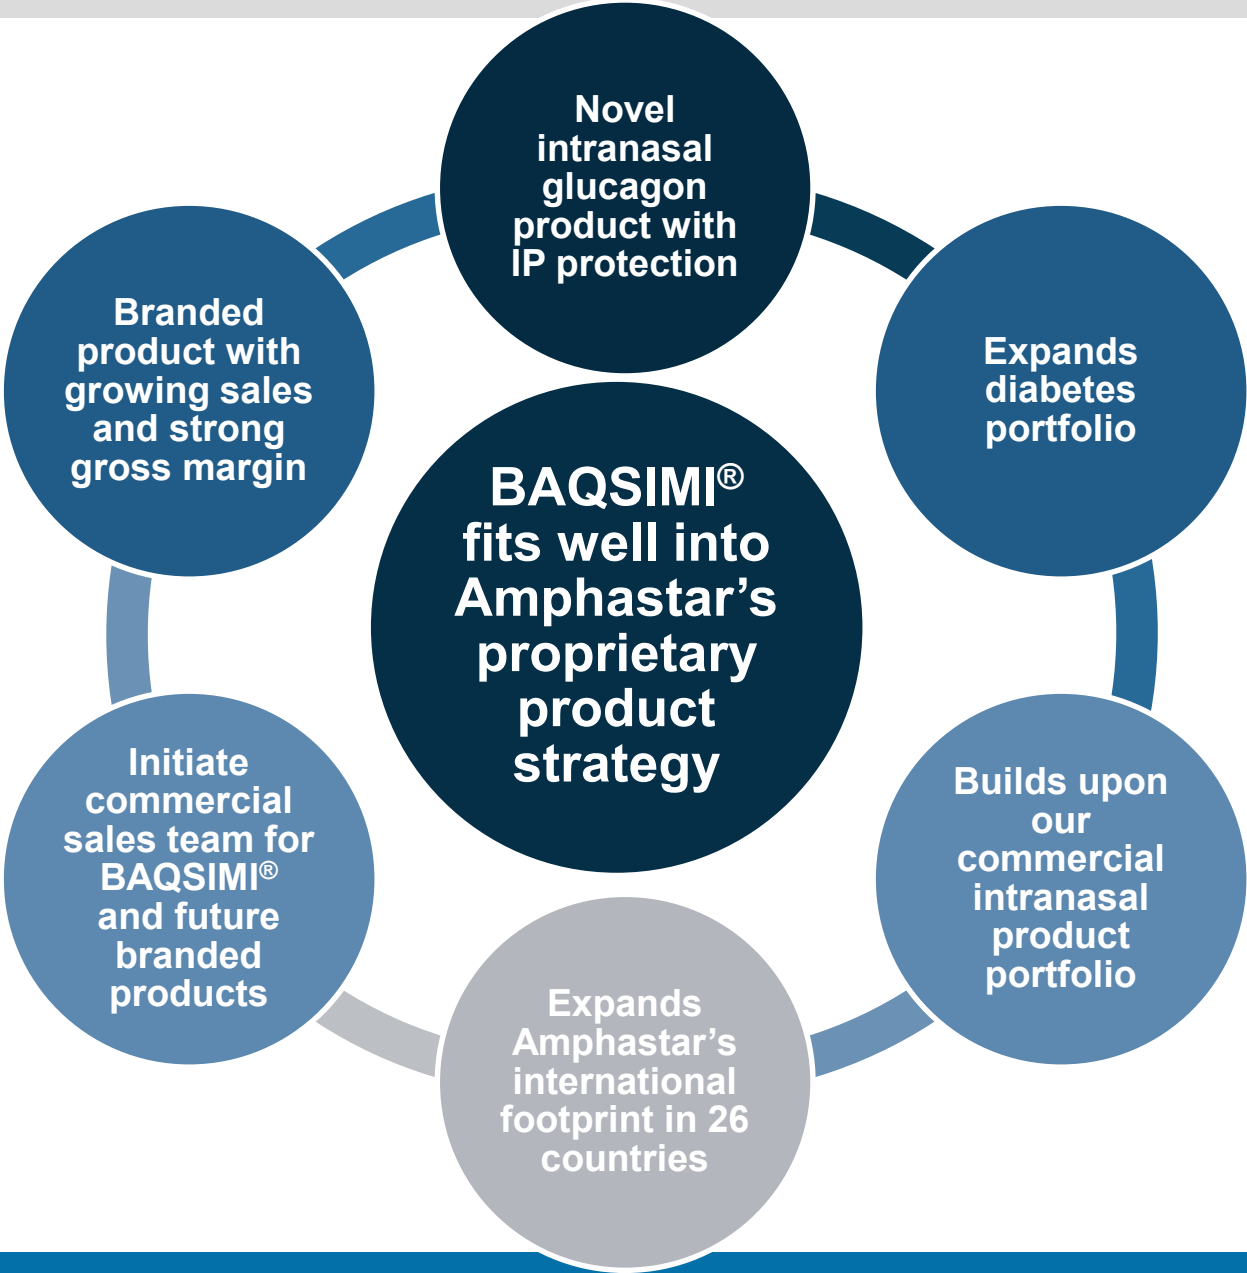 Novel
intranasal
glucagon
product with
IP protection
Expands
diabetes
portfolio
Builds upon
our
commercial
intranasal
product
portfolio
Expands
Amphastar’s
international
footprint in 26
countries
Initiate
commercial
sales team for
BAQSIMI®
and future
branded
products
Branded
product with
growing sales
and strong
gross margin
BAQSIMI®
fits well into
Amphastar’s
proprietary
product
strategy